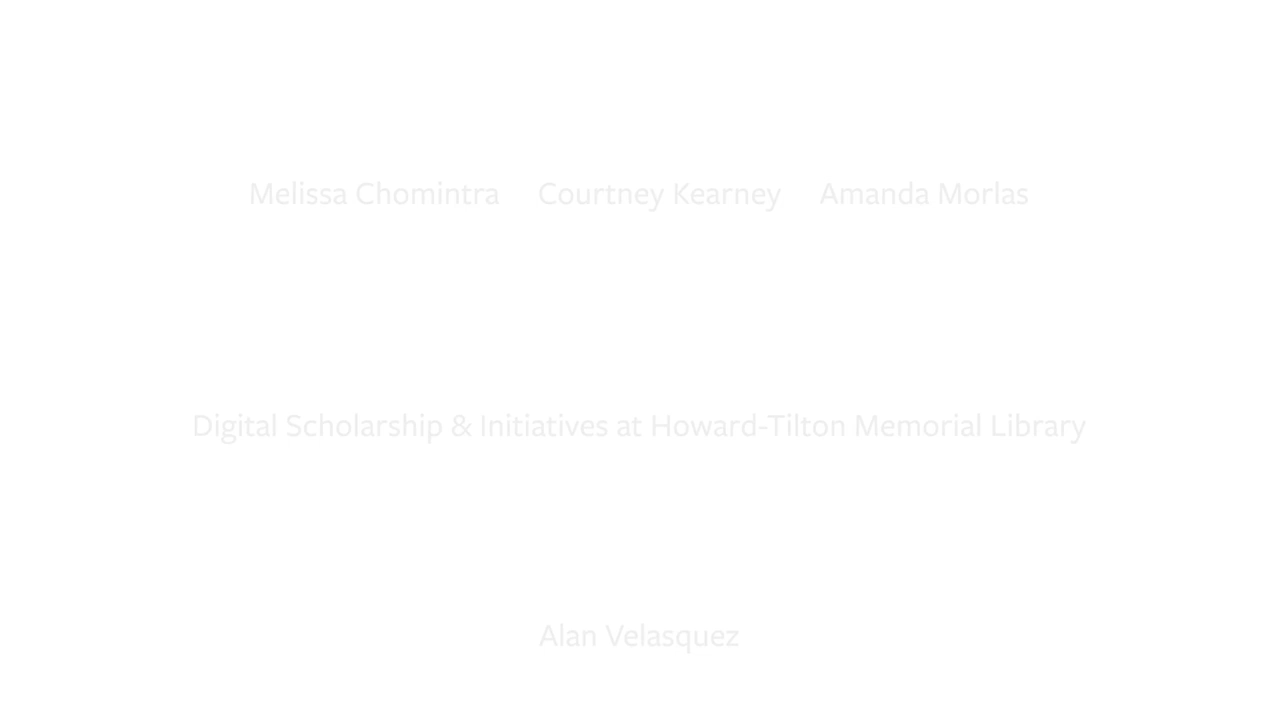 Melissa Chomintra Courtney Kearney Amanda Morlas
Digital Scholarship & Initiatives at Howard-Tilton Memorial Library
Alan Velasquez